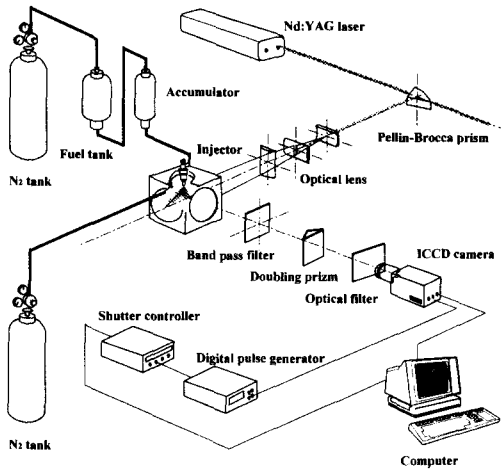 Nd:YAG laser
Accumulator
Pellin-Brocca prism
Fuel tank
Injector
N2 tank
Optical lens
Band pass filter
ICCD camera
Doubling prizm
Optical filter
Shutter controller
Digital pulse generator
N2 tank
Computer